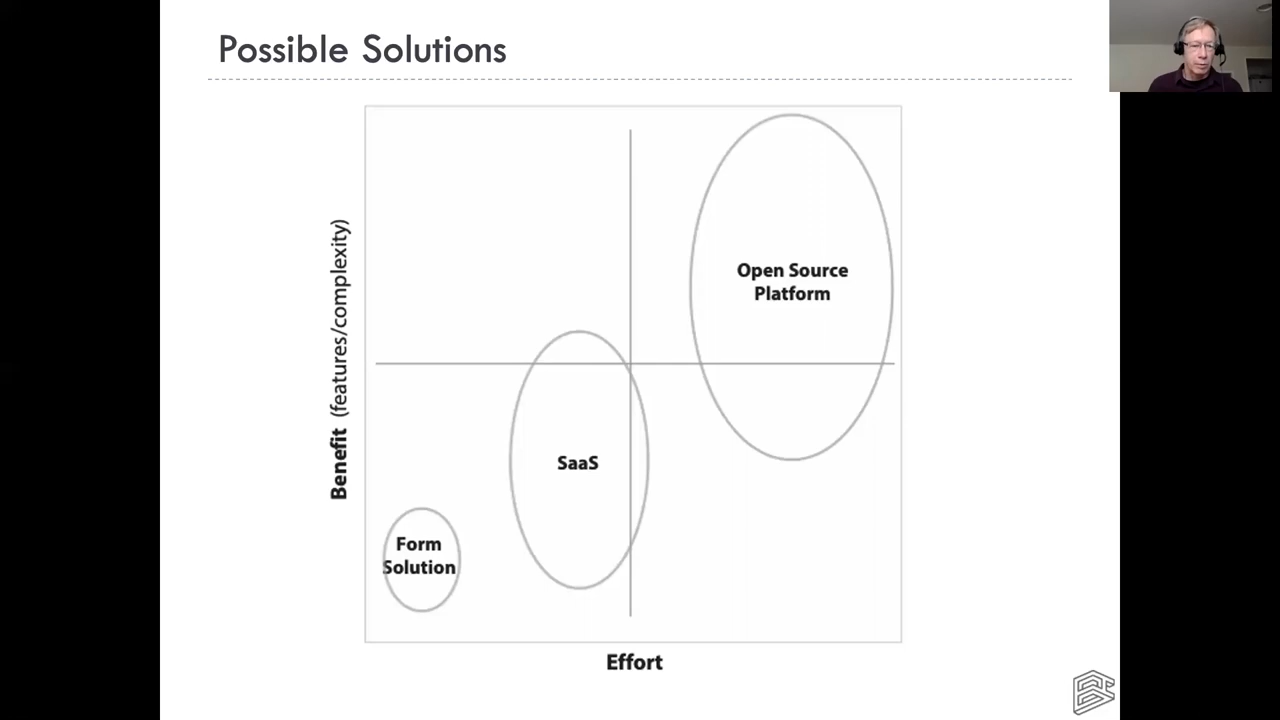 Possible Solutions
Benefit (features/complexity)
Open Source
Platform
SaaS
Form
Solution
Effort